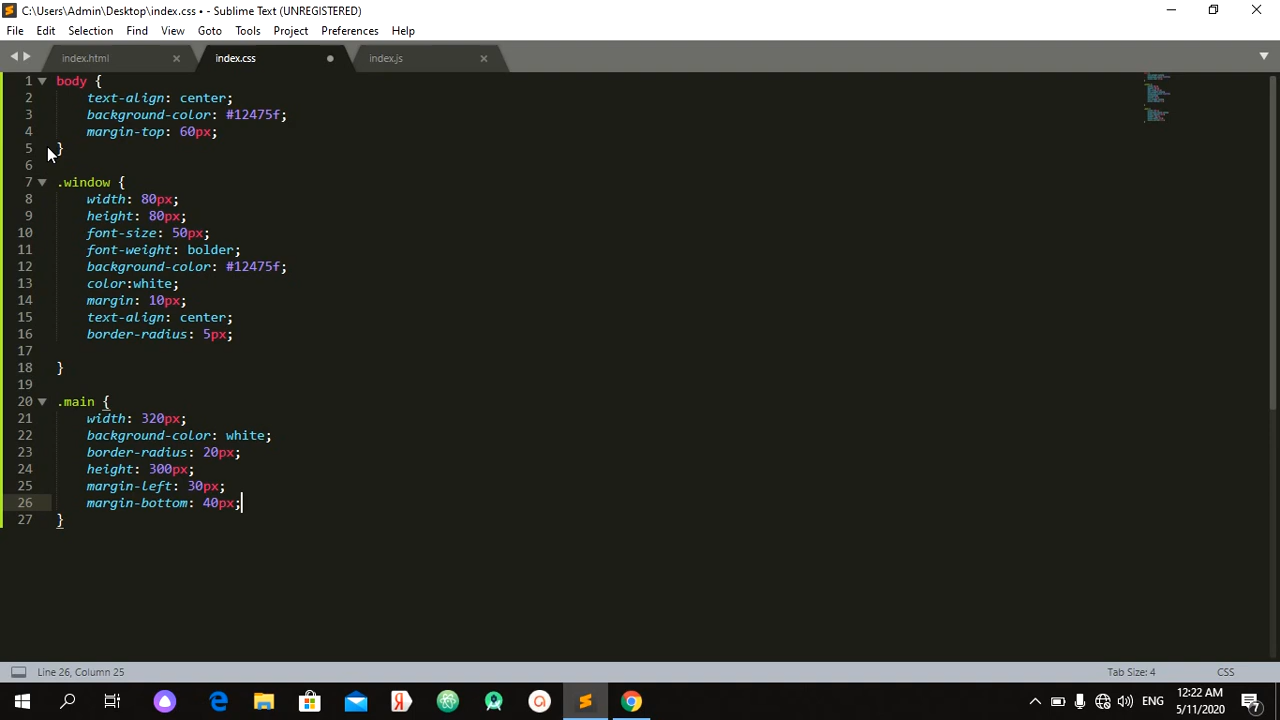 C:\Users\Admin\Desktop\index.css • - Sublime Text (UNREGISTERED)
File Edit Selection Find View Goto Tools Project Preferences Help
index.html index.css index.js
1 body {
2 text-align: center;
3 background-color: #12475f;
4 margin-top: 60px;
5 }
6
7 .window {
8 width: 80px;
9 height: 80px;
10 font-size: 50px;
11 font-weight: bolder;
12 background-color: #12475f;
13 color:white;
14 margin: 10px;
15 text-align: center;
16 border-radius: 5px;
17
18 }
19
20 .main {
21 width: 320px;
22 background-color: white;
23 border-radius: 20px;
24 height: 300px;
25 margin-left: 30px;
26 margin-bottom: 40px;
27 }
Line 26, Column 25 Tab Size: 4 CSS
ENG 12:22 AM
5/11/2020 7